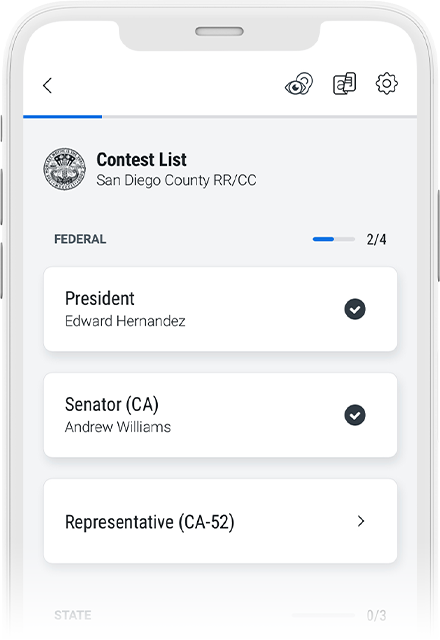 Contest List
San Diego County RR/CC
FEDERAL
2/4
President
Edward Hernandez
Senator (CA)
Andrew Williams
Representative (CA-52)
STATE
0/3